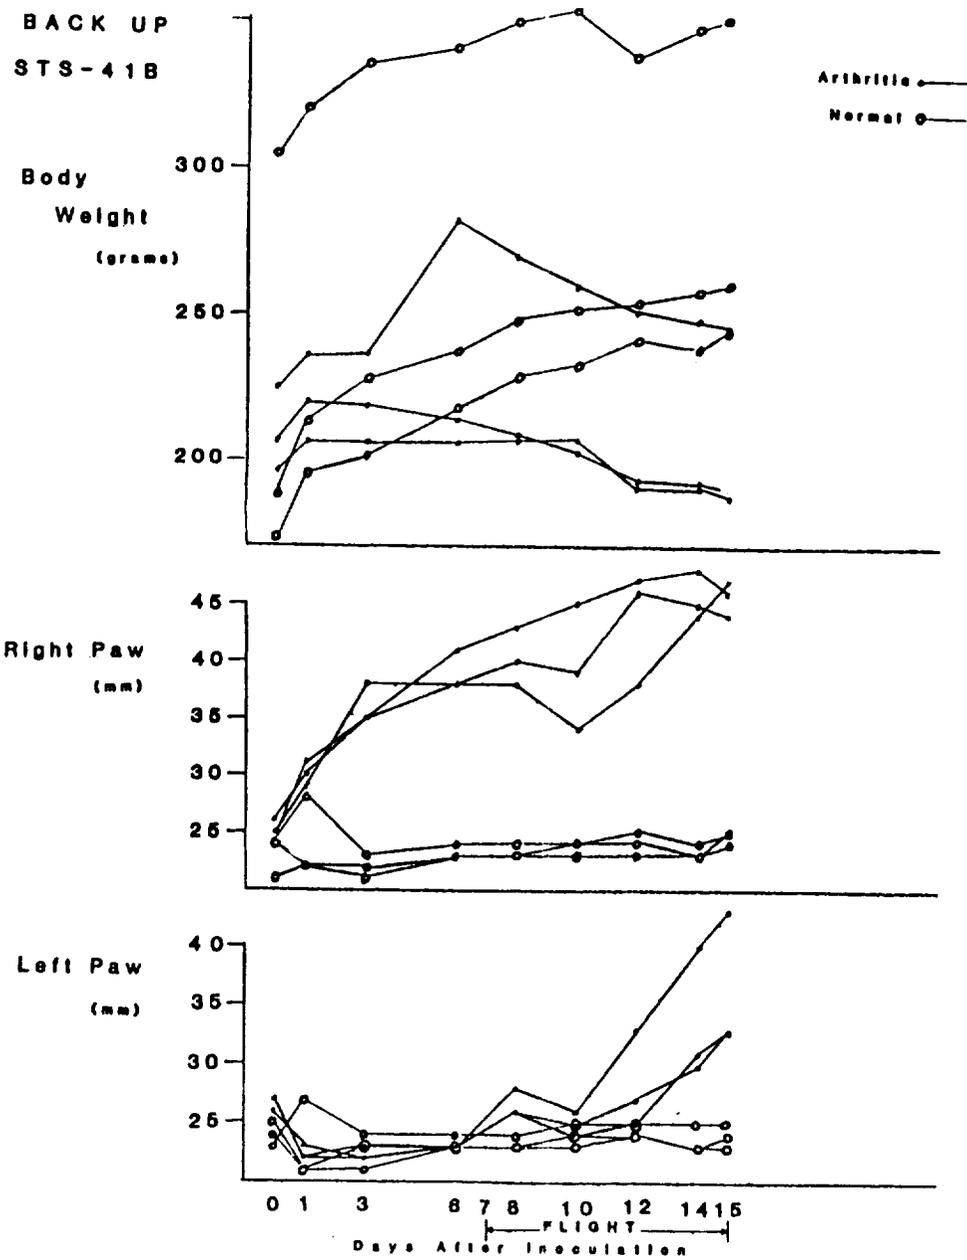 BACK UP
STS-41B
Arthritis
Normal
300
Body
Weight
(grams)
250
200
45
Right Paw
40
(mm)
35
30
25
40
Left Paw
(mm)
35
30
25
0 1 3 6 7 8 10 12 14 15
FLIGHT
Days After Inoculation